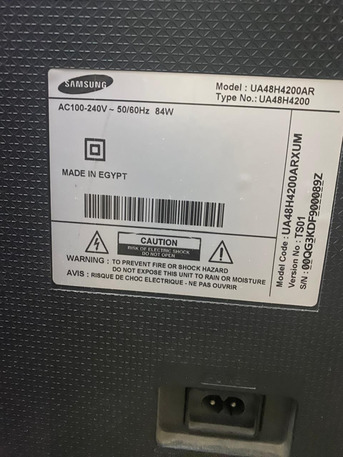 SAMSUNG
Model : UA48H4200AR
Type No.: UA48H4200
AC100-240V ~ 50/60Hz 84W
MADE IN EGYPT
CAUTION
RISK OF ELECTRIC SHOCK
DO NOT OPEN
WARNING : TO PREVENT FIRE OR SHOCK HAZARD
DO NOT EXPOSE THIS UNIT TO RAIN OR MOISTURE
AVIS : RISQUE DE CHOC ELECTRIQUE - NE PAS OUVRIR
Model Code : UA48H4200ARXUM
Version No : TS01
S/N : 00QG3KDF900089Z